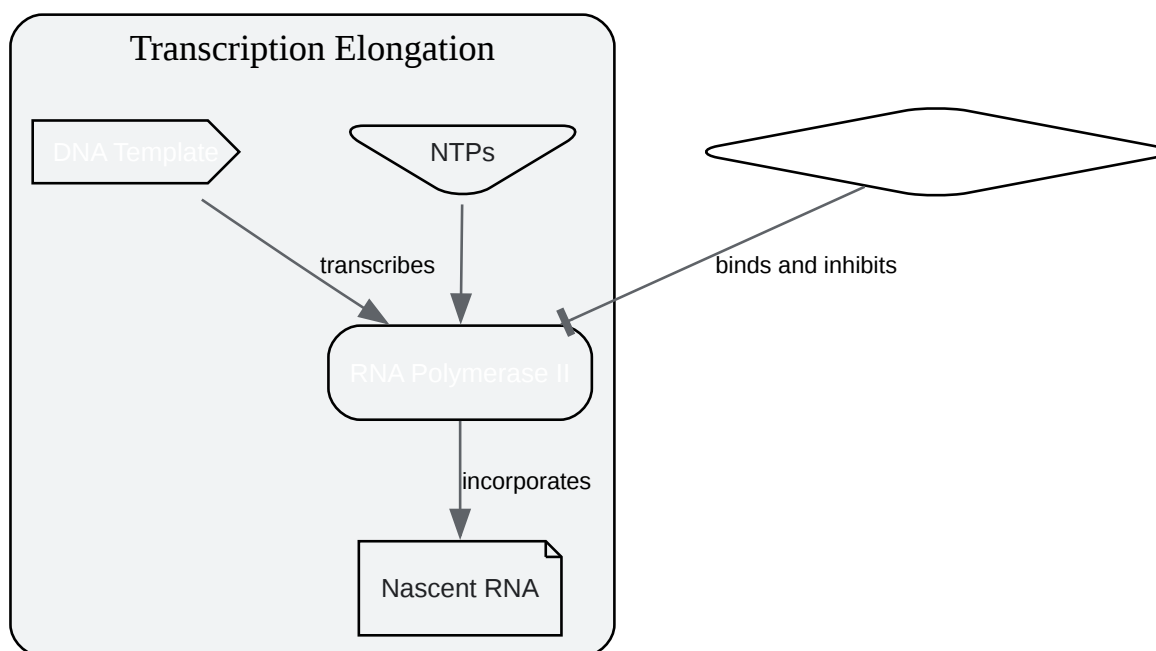 Transcription Elongation
DNA Template
NTPs
transcribes
binds and inhibits
RNA Polymerase II
incorporates
Nascent RNA